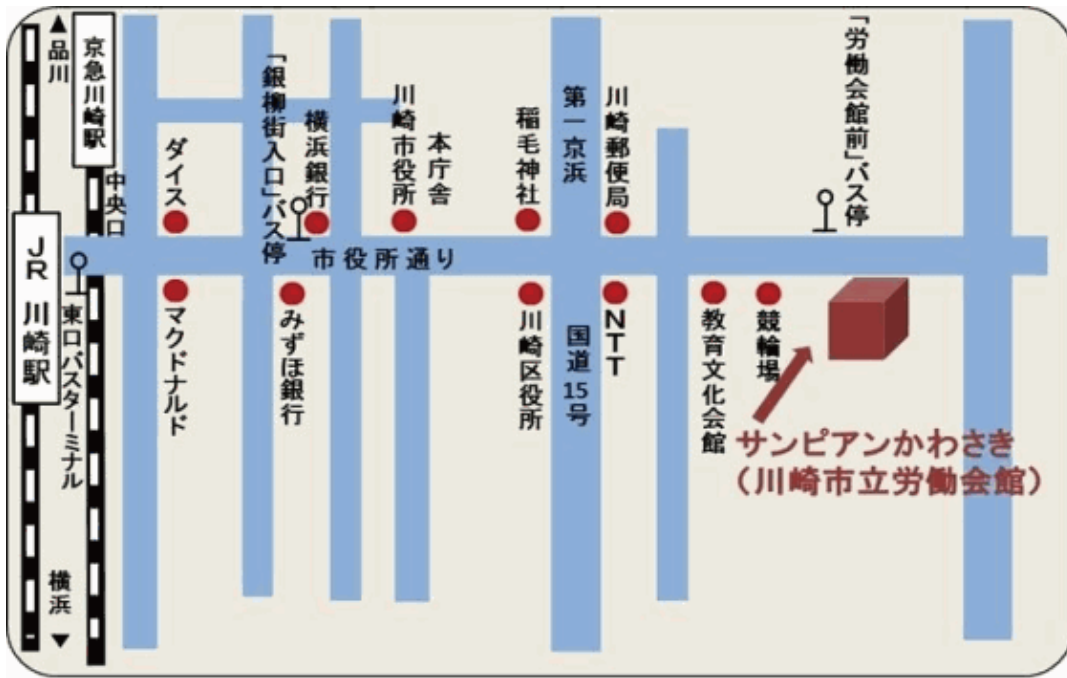 ▲品川
京急川崎駅
中央口
JR 川崎駅
東口バスターミナル
横浜▼
ダイス
マクドナルド
「銀柳街入口」バス停
横浜銀行
みずほ銀行
川崎市役所
本庁舎
市役所通り
稲毛神社
川崎区役所
第一京浜
国道15号
川崎郵便局
NTT
教育文化会館
競輪場
「労働会館前」バス停
サンピアンかわさき
（川崎市立労働会館）